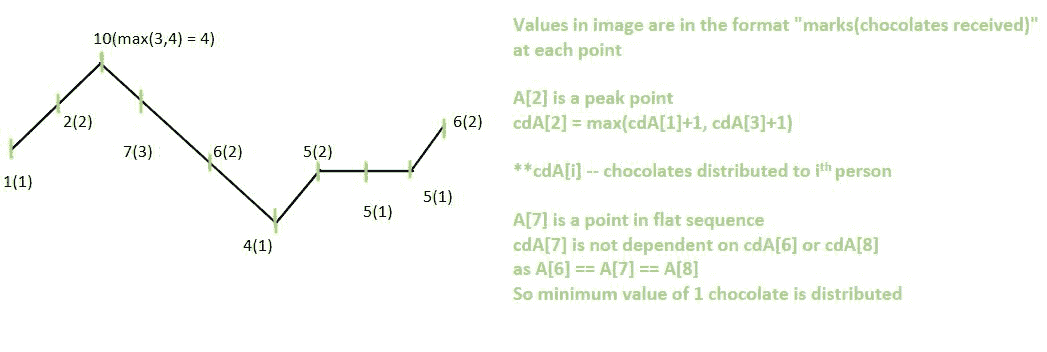 10(max(3,4) = 4)
2(2)
7(3)
6(2)
5(2)
6(2)
1(1)
5(1)
5(1)
4(1)
Values in image are in the format "marks(chocolates received)"
at each point
A[2] is a peak point
cdA[2] = max(cdA[1]+1, cdA[3]+1)
**cdA[i] -- chocolates distributed to iᵗʰ person
A[7] is a point in flat sequence
cdA[7] is not dependent on cdA[6] or cdA[8]
as A[6] == A[7] == A[8]
So minimum value of 1 chocolate is distributed